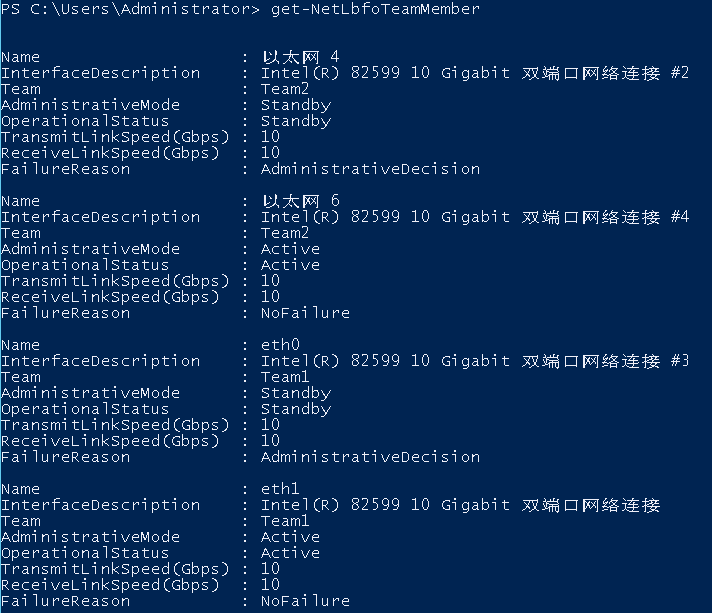 PS C:\Users\Administrator> get-NetLbfoTeamMember
Name : 以太网 4
InterfaceDescription : Intel(R) 82599 10 Gigabit 双端口网络连接 #2
Team : Team2
AdministrativeMode : Standby
OperationalStatus : Standby
TransmitLinkSpeed(Gbps) : 10
ReceiveLinkSpeed(Gbps) : 10
FailureReason : AdministrativeDecision
Name : 以太网 6
InterfaceDescription : Intel(R) 82599 10 Gigabit 双端口网络连接 #4
Team : Team2
AdministrativeMode : Active
OperationalStatus : Active
TransmitLinkSpeed(Gbps) : 10
ReceiveLinkSpeed(Gbps) : 10
FailureReason : NoFailure
Name : eth0
InterfaceDescription : Intel(R) 82599 10 Gigabit 双端口网络连接 #3
Team : Team1
AdministrativeMode : Standby
OperationalStatus : Standby
TransmitLinkSpeed(Gbps) : 10
ReceiveLinkSpeed(Gbps) : 10
FailureReason : AdministrativeDecision
Name : eth1
InterfaceDescription : Intel(R) 82599 10 Gigabit 双端口网络连接
Team : Team1
AdministrativeMode : Active
OperationalStatus : Active
TransmitLinkSpeed(Gbps) : 10
ReceiveLinkSpeed(Gbps) : 10
FailureReason : NoFailure